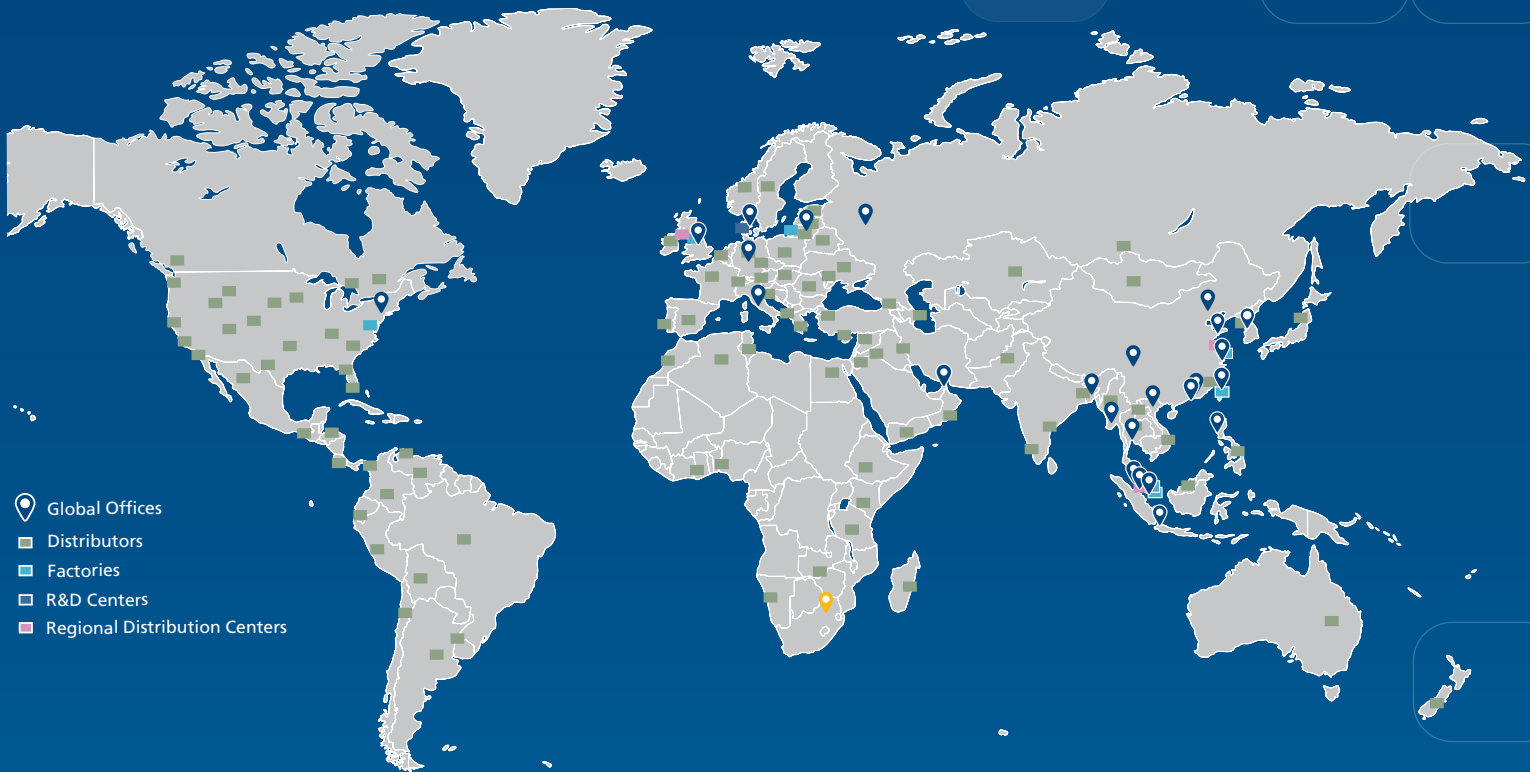 Global Offices
Distributors
Factories
R&D Centers
Regional Distribution Centers